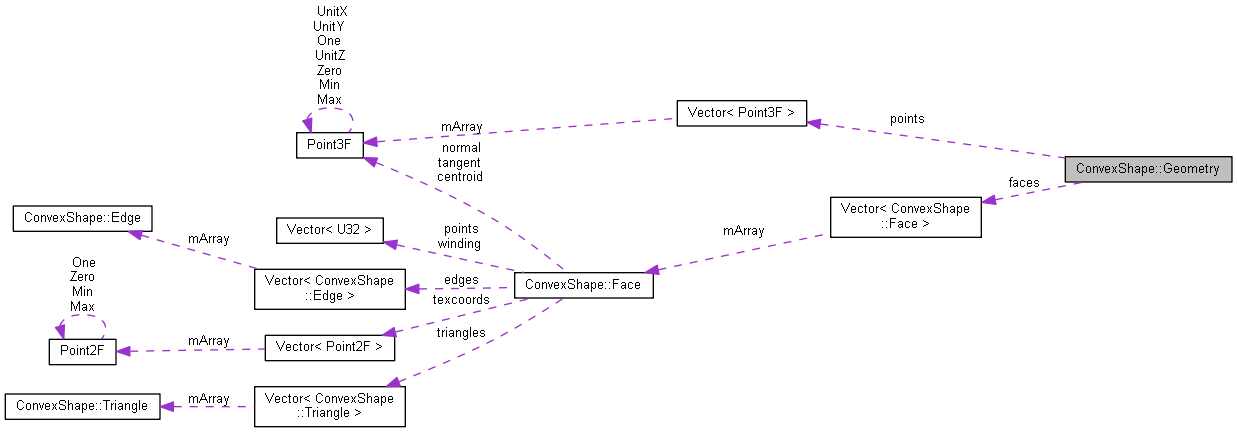 UnitX
UnitY
One
UnitZ
Zero
Min
Max
Point3F
mArray
Vector< Point3F >
points
ConvexShape::Geometry
faces
Vector< ConvexShape
::Face >
mArray
normal
tangent
centroid
ConvexShape::Edge
mArray
Vector< U32 >
points
winding
Vector< ConvexShape
::Edge >
edges
ConvexShape::Face
texcoords
triangles
One
Zero
Min
Max
Point2F
mArray
Vector< Point2F >
ConvexShape::Triangle
mArray
Vector< ConvexShape
::Triangle >